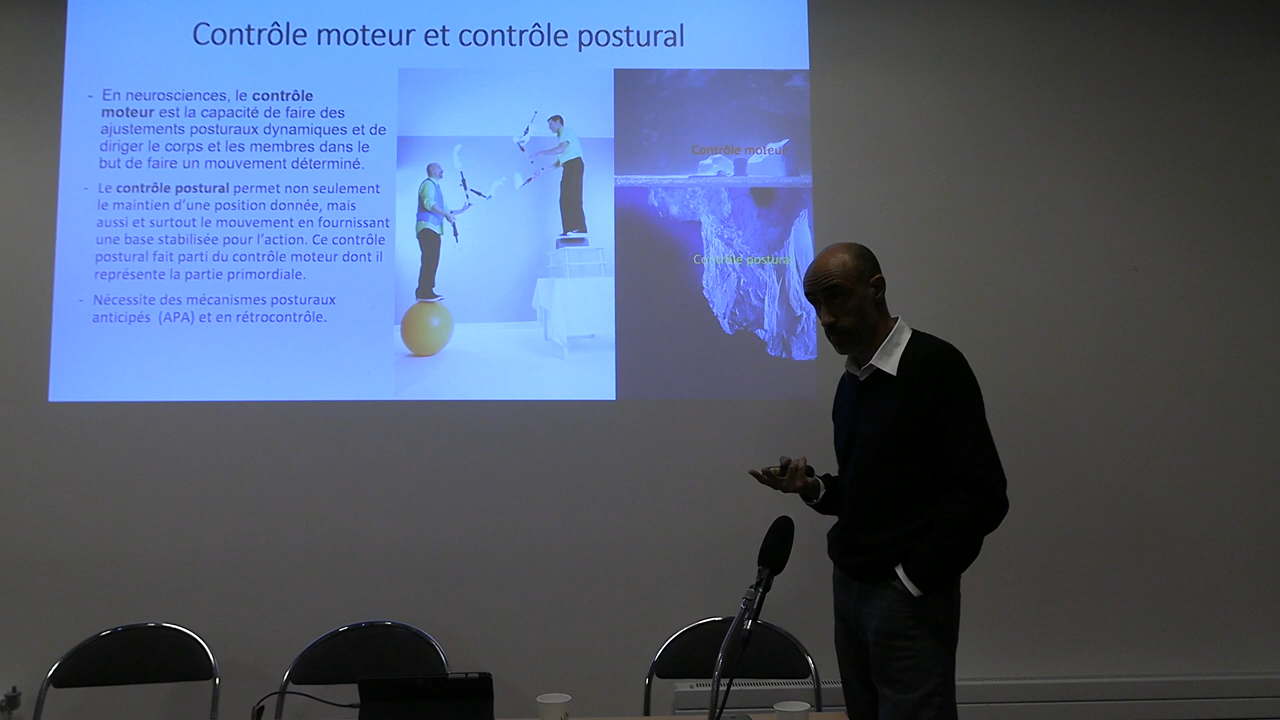 Contrôle moteur et contrôle postural
- En neurosciences, le contrôle
moteur est la capacité de faire des
ajustements posturaux dynamiques et de
diriger le corps et les membres dans le
but de faire un mouvement déterminé.
- Le contrôle postural permet non seulement
le maintien d'une position donnée, mais
aussi et surtout le mouvement en fournissant
une base stabilisée pour l'action. Ce contrôle
postural fait parti du contrôle moteur dont il
représente la partie primordiale.
- Nécessite des mécanismes posturaux
anticipés (APA) et en rétrocontrôle.
Contrôle moteur
Contrôle postural